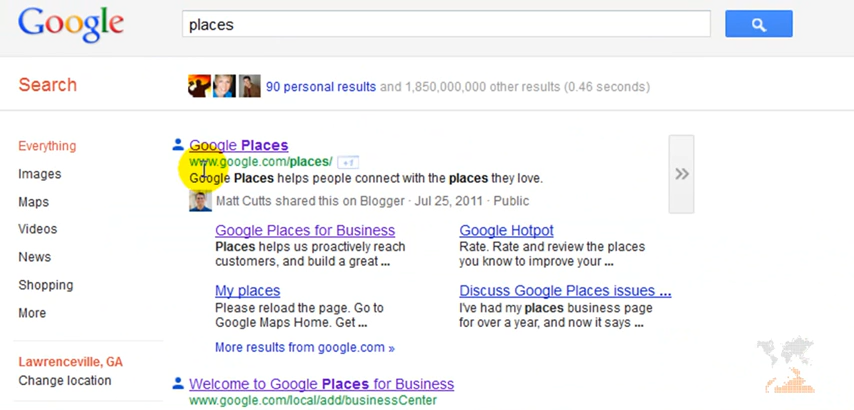 Google
places
Search
90 personal results and 1,850,000,000 other results (0.46 seconds)
Everything
Images
Maps
Videos
News
Shopping
More
Lawrenceville, GA
Change location
Google Places
www.google.com/places/ +1
Google Places helps people connect with the places they love.
Matt Cutts shared this on Blogger · Jul 25, 2011 · Public
Google Places for Business
Places helps us proactively reach
customers, and build a great ...
Google Hotpot
Rate. Rate and review the places
you know to improve your ...
My places
Please reload the page. Go to
Google Maps Home. Get ...
Discuss Google Places issues ...
I've had my places business page
for over a year, and now it says ...
More results from google.com »
Welcome to Google Places for Business
www.google.com/local/add/businessCenter
»